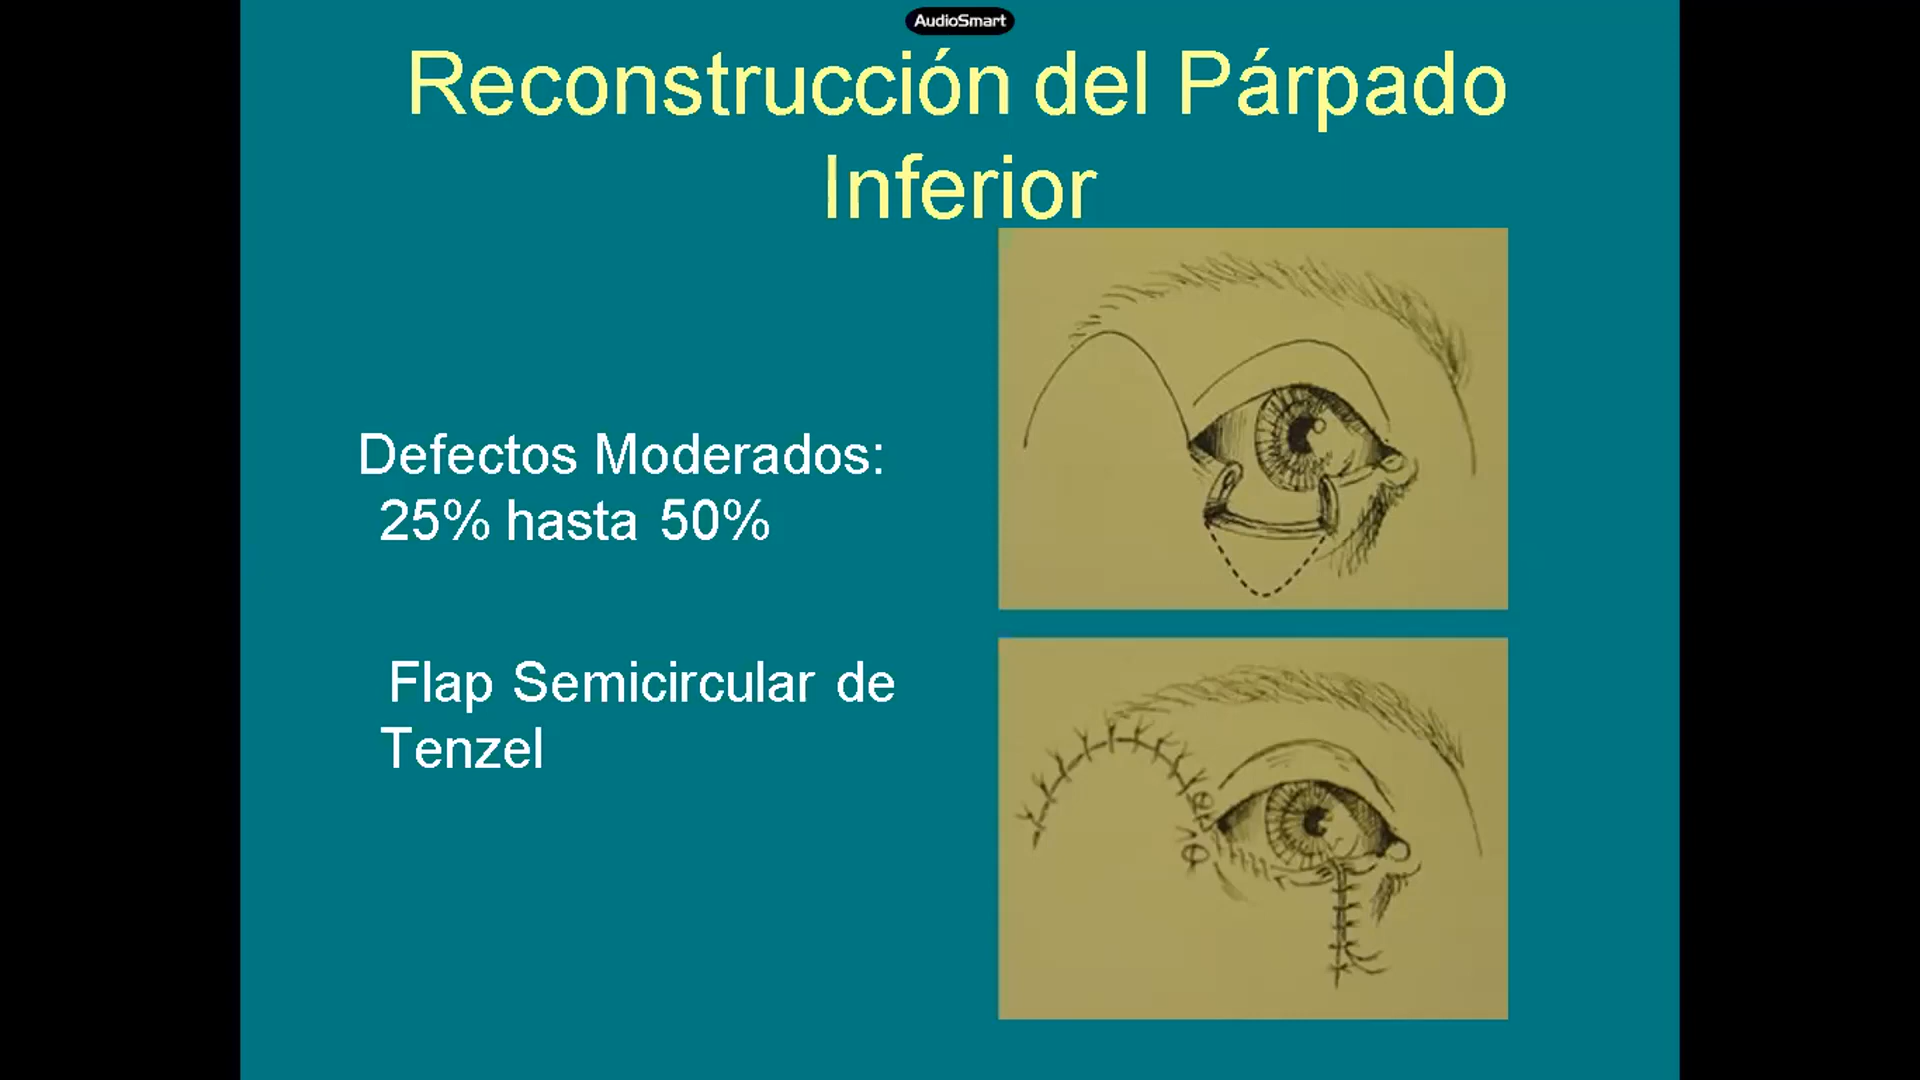 AudioSmart
Reconstrucción del Párpado
Inferior
Defectos Moderados:
25% hasta 50%
Flap Semicircular de
Tenzel